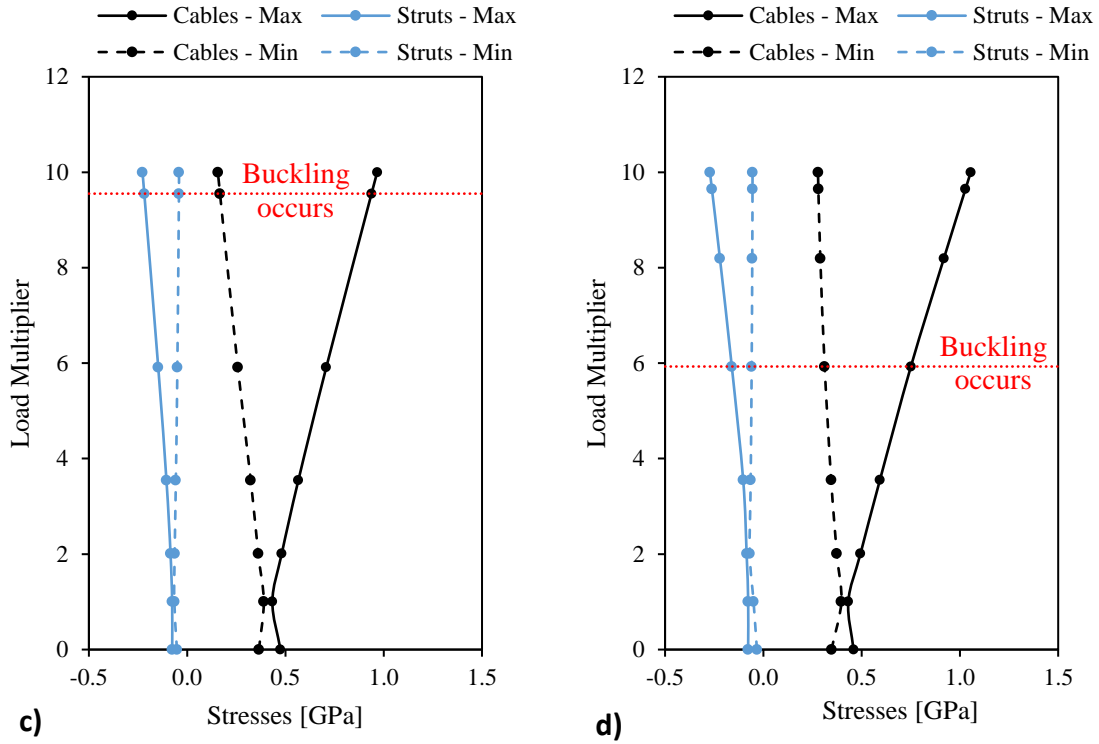 Cables - Max
Struts - Max
Cables - Min
Struts - Min
12
10
8
6
4
2
0
Load Multiplier
Buckling
occurs
-0.5
0.0
0.5
1.0
1.5
Stresses [GPa]
c)
Cables - Max
Struts - Max
Cables - Min
Struts - Min
12
10
8
6
4
2
0
Load Multiplier
Buckling
occurs
-0.5
0.0
0.5
1.0
1.5
Stresses [GPa]
d)